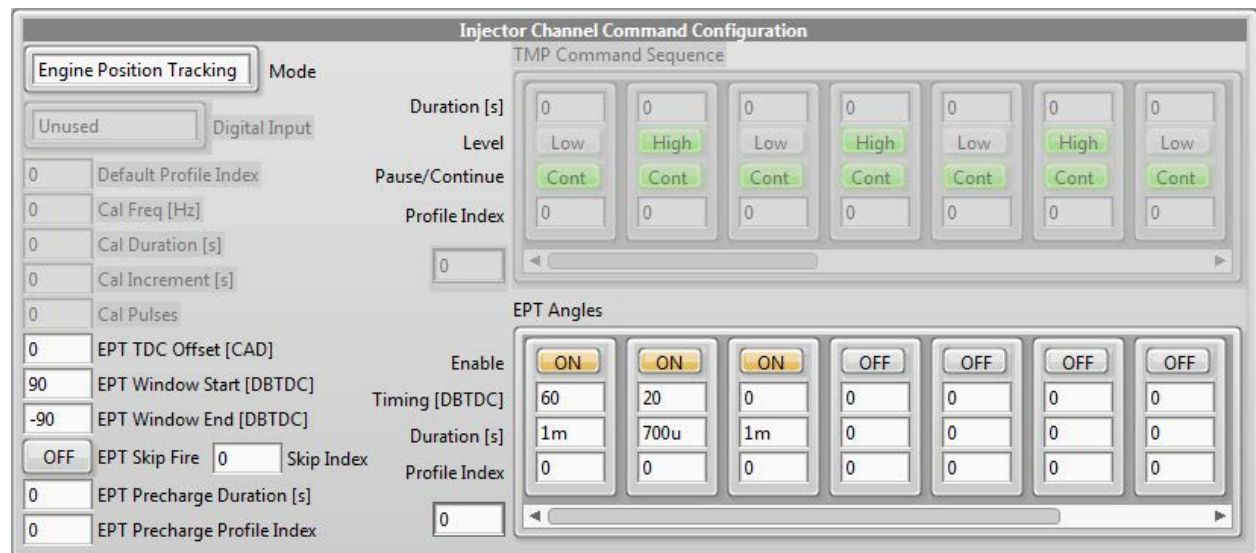 Injector Channel Command Configuration
Engine Position Tracking Mode
Unused Digital Input
0 Default Profile Index
0 Cal Freq [Hz]
0 Cal Duration [s]
0 Cal Increment [s]
0 Cal Pulses
0 EPT TDC Offset [CAD]
90 EPT Window Start [DBTDC]
-90 EPT Window End [DBTDC]
OFF EPT Skip Fire 0 Skip Index
0 EPT Precharge Duration [s]
0 EPT Precharge Profile Index
TMP Command Sequence
Duration [s] 0 0 0 0 0 0 0
Level Low High Low High Low High Low
Pause/Continue Cont Cont Cont Cont Cont Cont Cont
Profile Index 0 0 0 0 0 0 0
0
EPT Angles
Enable ON ON ON OFF OFF OFF OFF
Timing [DBTDC] 60 20 0 0 0 0 0
Duration [s] 1m 700u 1m 0 0 0 0
Profile Index 0 0 0 0 0 0 0
0